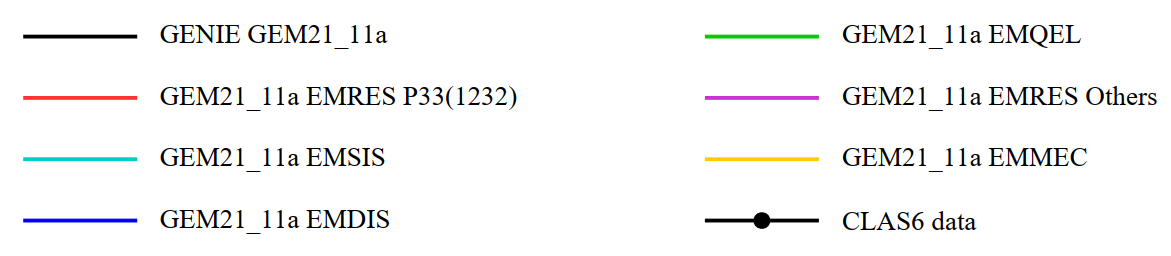 GENIE GEM21_11a
GEM21_11a EMQEL
GEM21_11a EMRES P33(1232)
GEM21_11a EMRES Others
GEM21_11a EMSIS
GEM21_11a EMMEC
GEM21_11a EMDIS
CLAS6 data